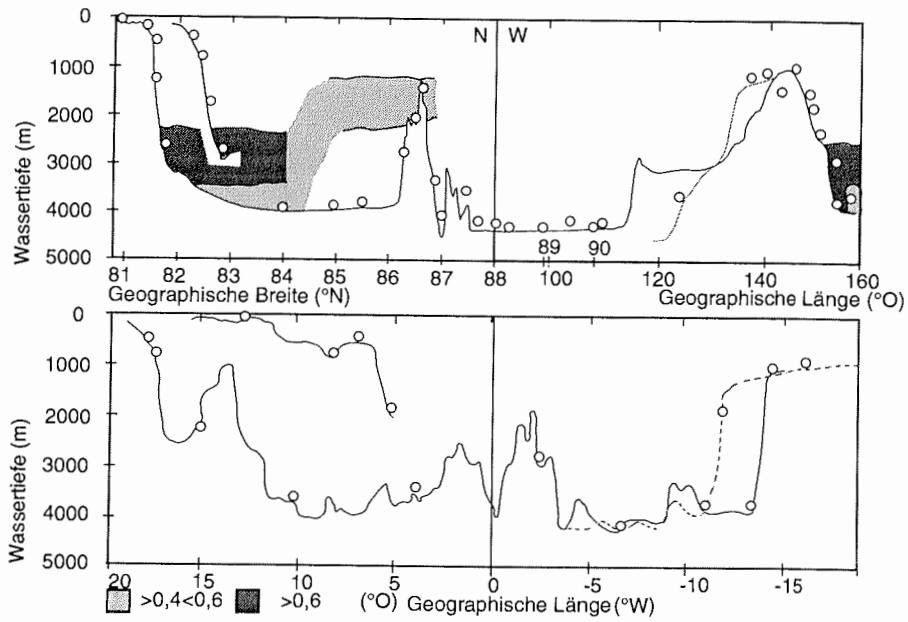 N W
Wassertiefe (m)
0
1000
2000
3000
4000
5000
89 90
81 82 83 84 85 86 87 88 100 120 140 160
Geographische Breite (°N) Geographische Länge (°O)
Wassertiefe (m)
0
1000
2000
3000
4000
5000
20 15 10 5 0 -5 -10 -15
>0,4<0,6 >0,6 (°O) Geographische Länge (°W)